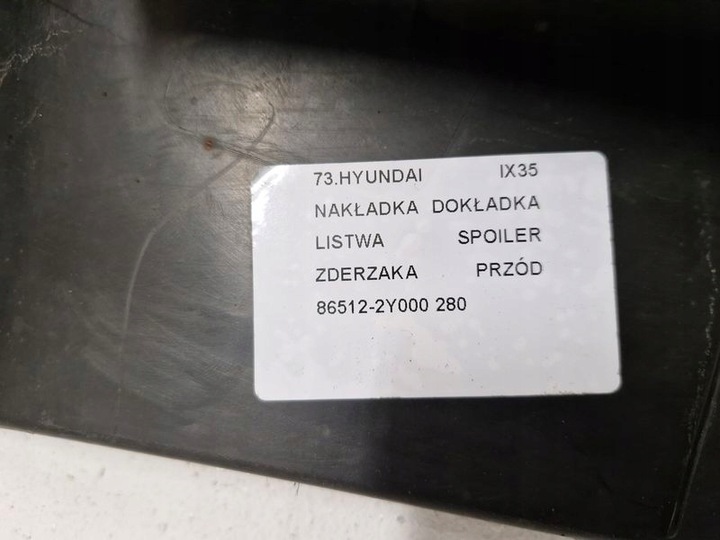 73.HYUNDAI IX35
NAKŁADKA DOKŁADKA
LISTWA SPOILER
ZDERZAKA PRZÓD
86512-2Y000 280